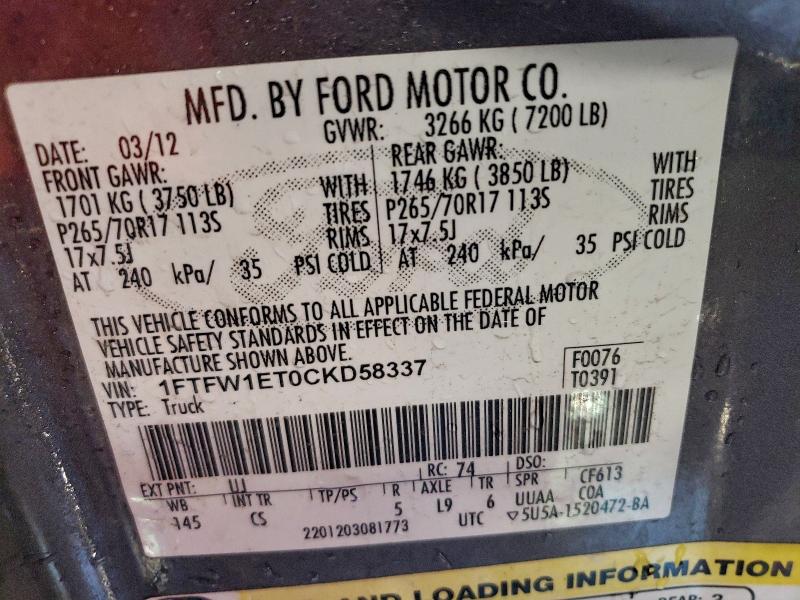 MFD. BY FORD MOTOR CO.
DATE: 03/12 GVWR: 3266 KG ( 7200 LB)
FRONT GAWR: REAR GAWR:
1701 KG ( 3750 LB) WITH 1746 KG ( 3850 LB) WITH
P265/70R17 113S TIRES P265/70R17 113S TIRES
17x7.5J RIMS 17x7.5J RIMS
AT 240 kPa/ 35 PSI COLD AT 240 kPa/ 35 PSI COLD
THIS VEHICLE CONFORMS TO ALL APPLICABLE FEDERAL MOTOR
VEHICLE SAFETY STANDARDS IN EFFECT ON THE DATE OF
MANUFACTURE SHOWN ABOVE.
VIN: 1FTFW1ET0CKD58337 F0076
TYPE: Truck T0391
EXT PNT: UJ RC: 74 DSO:
WB INT TR TP/PS R AXLE TR SPR CF613
145 CS 5 L9 6 UUAA COA
2201203081773 UTC ▽5U5A-1520472-BA
AND LOADING INFORMATION